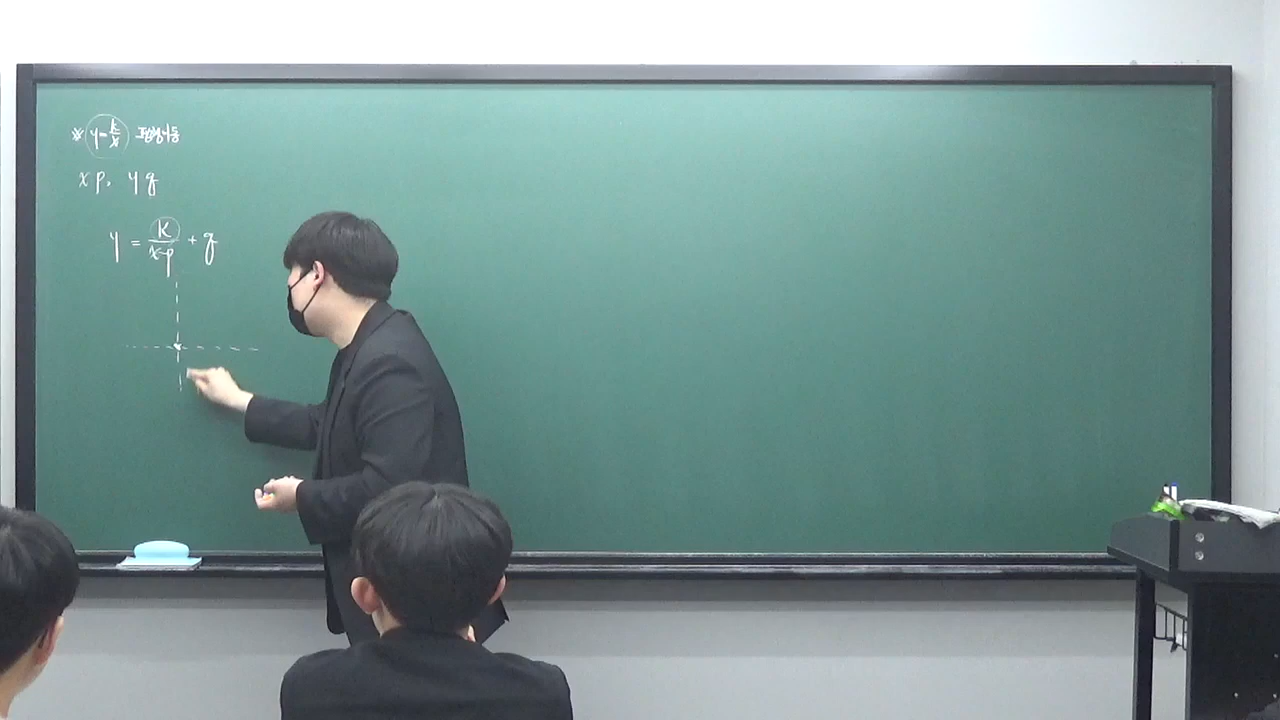 ※ y=k/x 평행이동
x p, y q
y = k/(x-p) + q